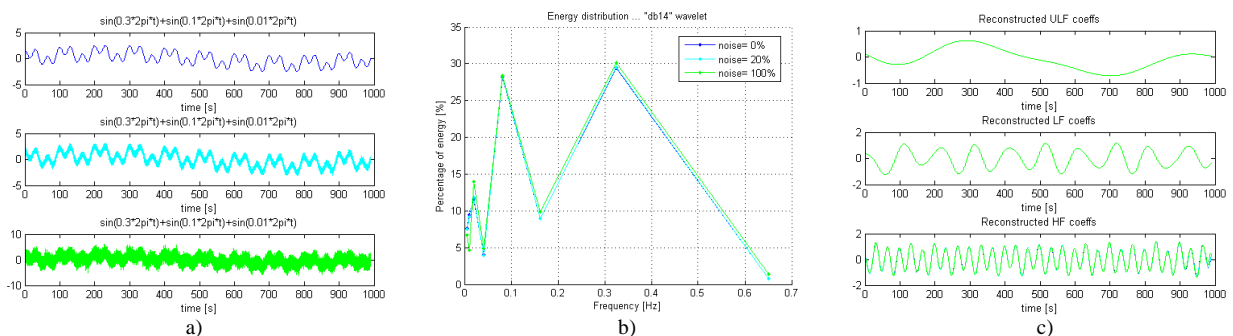 sin(0.3*2pi*t)+sin(0.1*2pi*t)+sin(0.01*2pi*t)
5
0
-5
0 100 200 300 400 500 600 700 800 900 1000
time [s]
sin(0.3*2pi*t)+sin(0.1*2pi*t)+sin(0.01*2pi*t)
5
0
-5
0 100 200 300 400 500 600 700 800 900 1000
time [s]
sin(0.3*2pi*t)+sin(0.1*2pi*t)+sin(0.01*2pi*t)
10
0
-10
0 100 200 300 400 500 600 700 800 900 1000
time [s]
a)
Energy distribution ... "db14" wavelet
noise= 0%
noise= 20%
noise= 100%
Percentage of energy [%]
35
30
25
20
15
10
5
0
0 0.1 0.2 0.3 0.4 0.5 0.6 0.7
Frequency [Hz]
b)
Reconstructed ULF coeffs
1
0
-1
0 100 200 300 400 500 600 700 800 900 1000
time [s]
Reconstructed LF coeffs
2
0
-2
0 100 200 300 400 500 600 700 800 900 1000
time [s]
Reconstructed HF coeffs
2
0
-2
0 100 200 300 400 500 600 700 800 900 1000
time [s]
c)